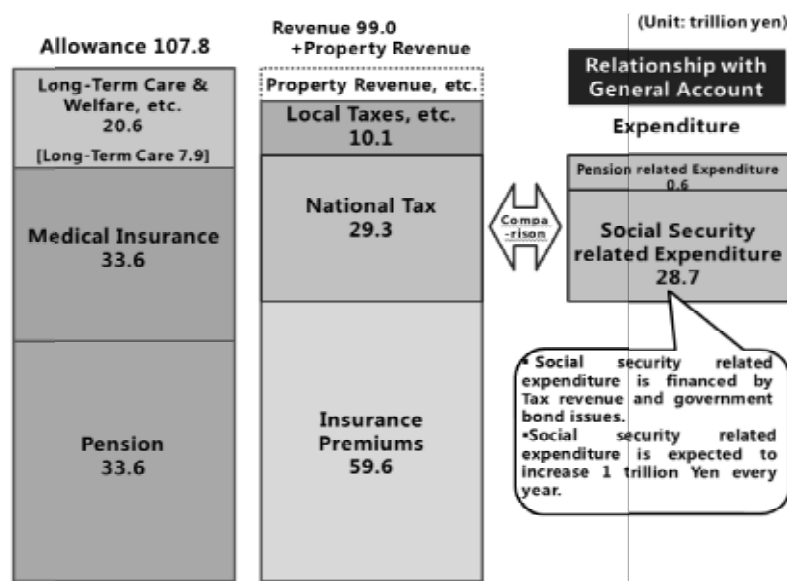 (Unit: trillion yen)
Allowance 107.8
Long-Term Care &
Welfare, etc.
20.6
[Long-Term Care 7.9]
Medical Insurance
33.6
Pension
33.6
Revenue 99.0
+Property Revenue
Property Revenue, etc.
Local Taxes, etc.
10.1
National Tax
29.3
Insurance
Premiums
59.6
Compa
-rison
Relationship with
General Account
Expenditure
Pension related Expenditure
0.6
Social Security
related Expenditure
28.7
▪ Social security related
expenditure is financed by
Tax revenue and government
bond issues.
▪Social security related
expenditure is expected to
increase 1 trillion Yen every
year.